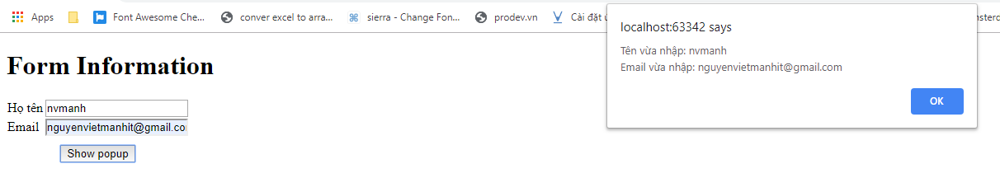 Apps Font Awesome Che... conver excel to arra... sierra - Change Fon... prodev.vn Cài đặt
localhost:63342 says
Tên vừa nhập: nvmanh
Email vừa nhập: nguyenvietmanhit@gmail.com
OK
Form Information
Họ tên nvmanh
Email nguyenvietmanhit@gmail.co
Show popup